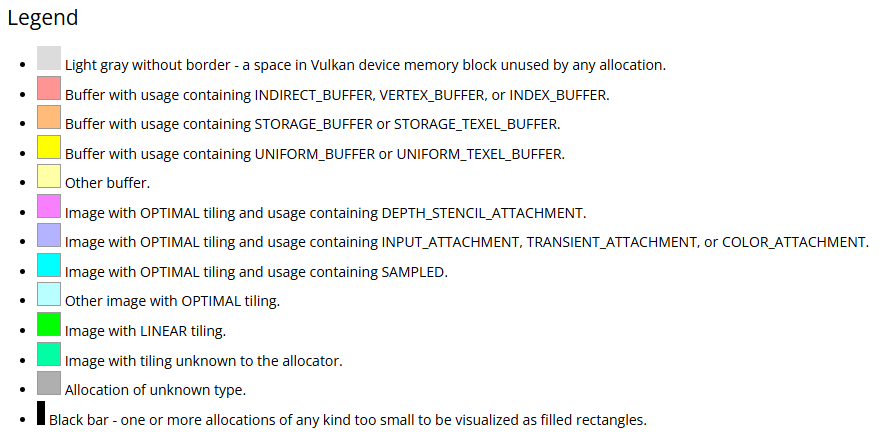 Legend
Light gray without border - a space in Vulkan device memory block unused by any allocation.
Buffer with usage containing INDIRECT_BUFFER, VERTEX_BUFFER, or INDEX_BUFFER.
Buffer with usage containing STORAGE_BUFFER or STORAGE_TEXEL_BUFFER.
Buffer with usage containing UNIFORM_BUFFER or UNIFORM_TEXEL_BUFFER.
Other buffer.
Image with OPTIMAL tiling and usage containing DEPTH_STENCIL_ATTACHMENT.
Image with OPTIMAL tiling and usage containing INPUT_ATTACHMENT, TRANSIENT_ATTACHMENT, or COLOR_ATTACHMENT.
Image with OPTIMAL tiling and usage containing SAMPLED.
Other image with OPTIMAL tiling.
Image with LINEAR tiling.
Image with tiling unknown to the allocator.
Allocation of unknown type.
Black bar - one or more allocations of any kind too small to be visualized as filled rectangles.